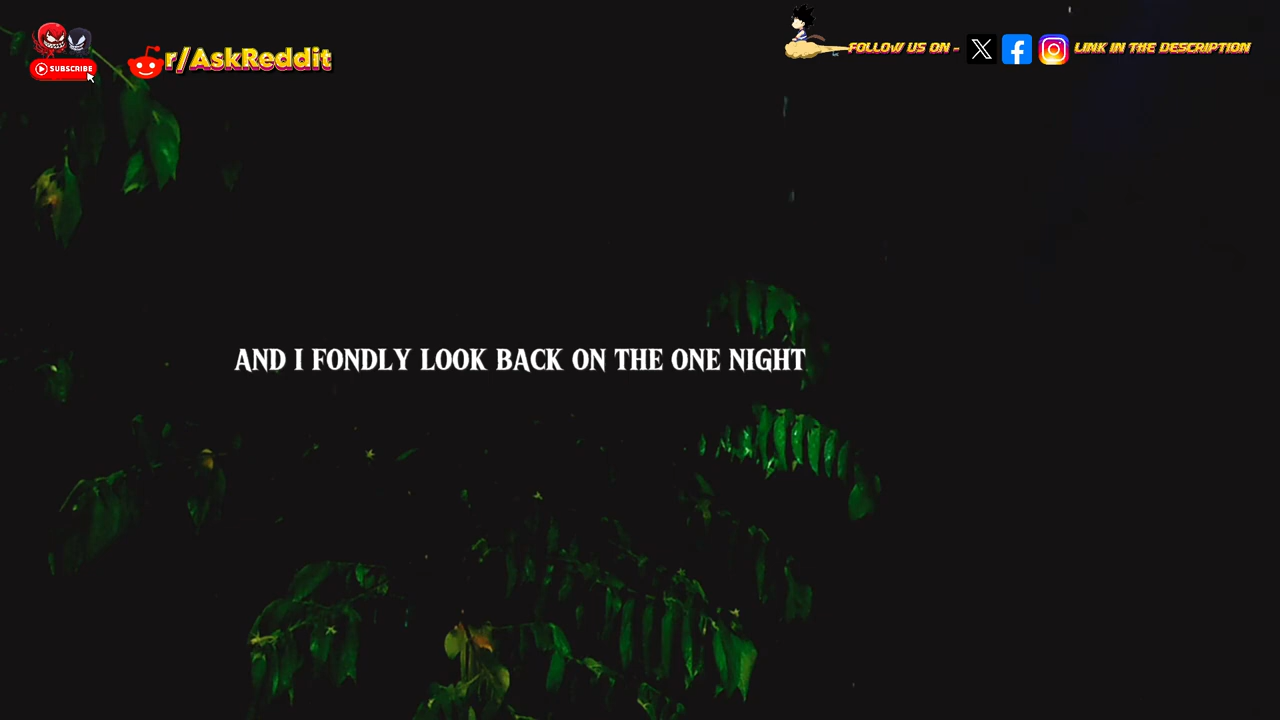 SUBSCRIBE
r/AskReddit
FOLLOW US ON -
LINK IN THE DESCRIPTION
AND I FONDLY LOOK BACK ON THE ONE NIGHT